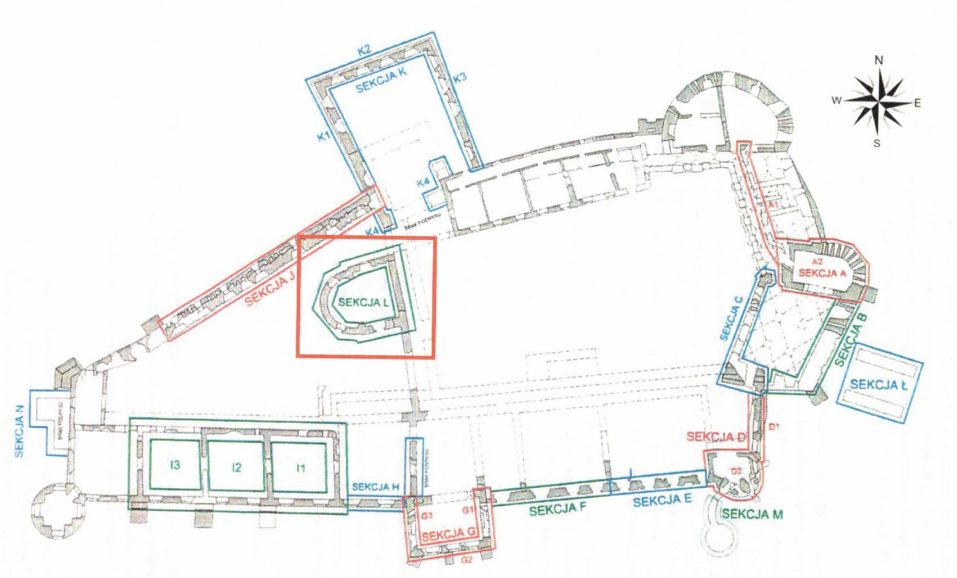 K2
SEKCJA K
K3
K1
N
W
E
S
K4
A1
K4
SEKCJA J
A2
SEKCJA A
SEKCJA L
SEKCJA C
SEKCJA B
SEKCJA Ł
SEKCJA N
SEKCJA D
D1
I3
I2
I1
D2
SEKCJA H
SEKCJA E
SEKCJA F
G3
G1
SEKCJA G
SEKCJA M
G2